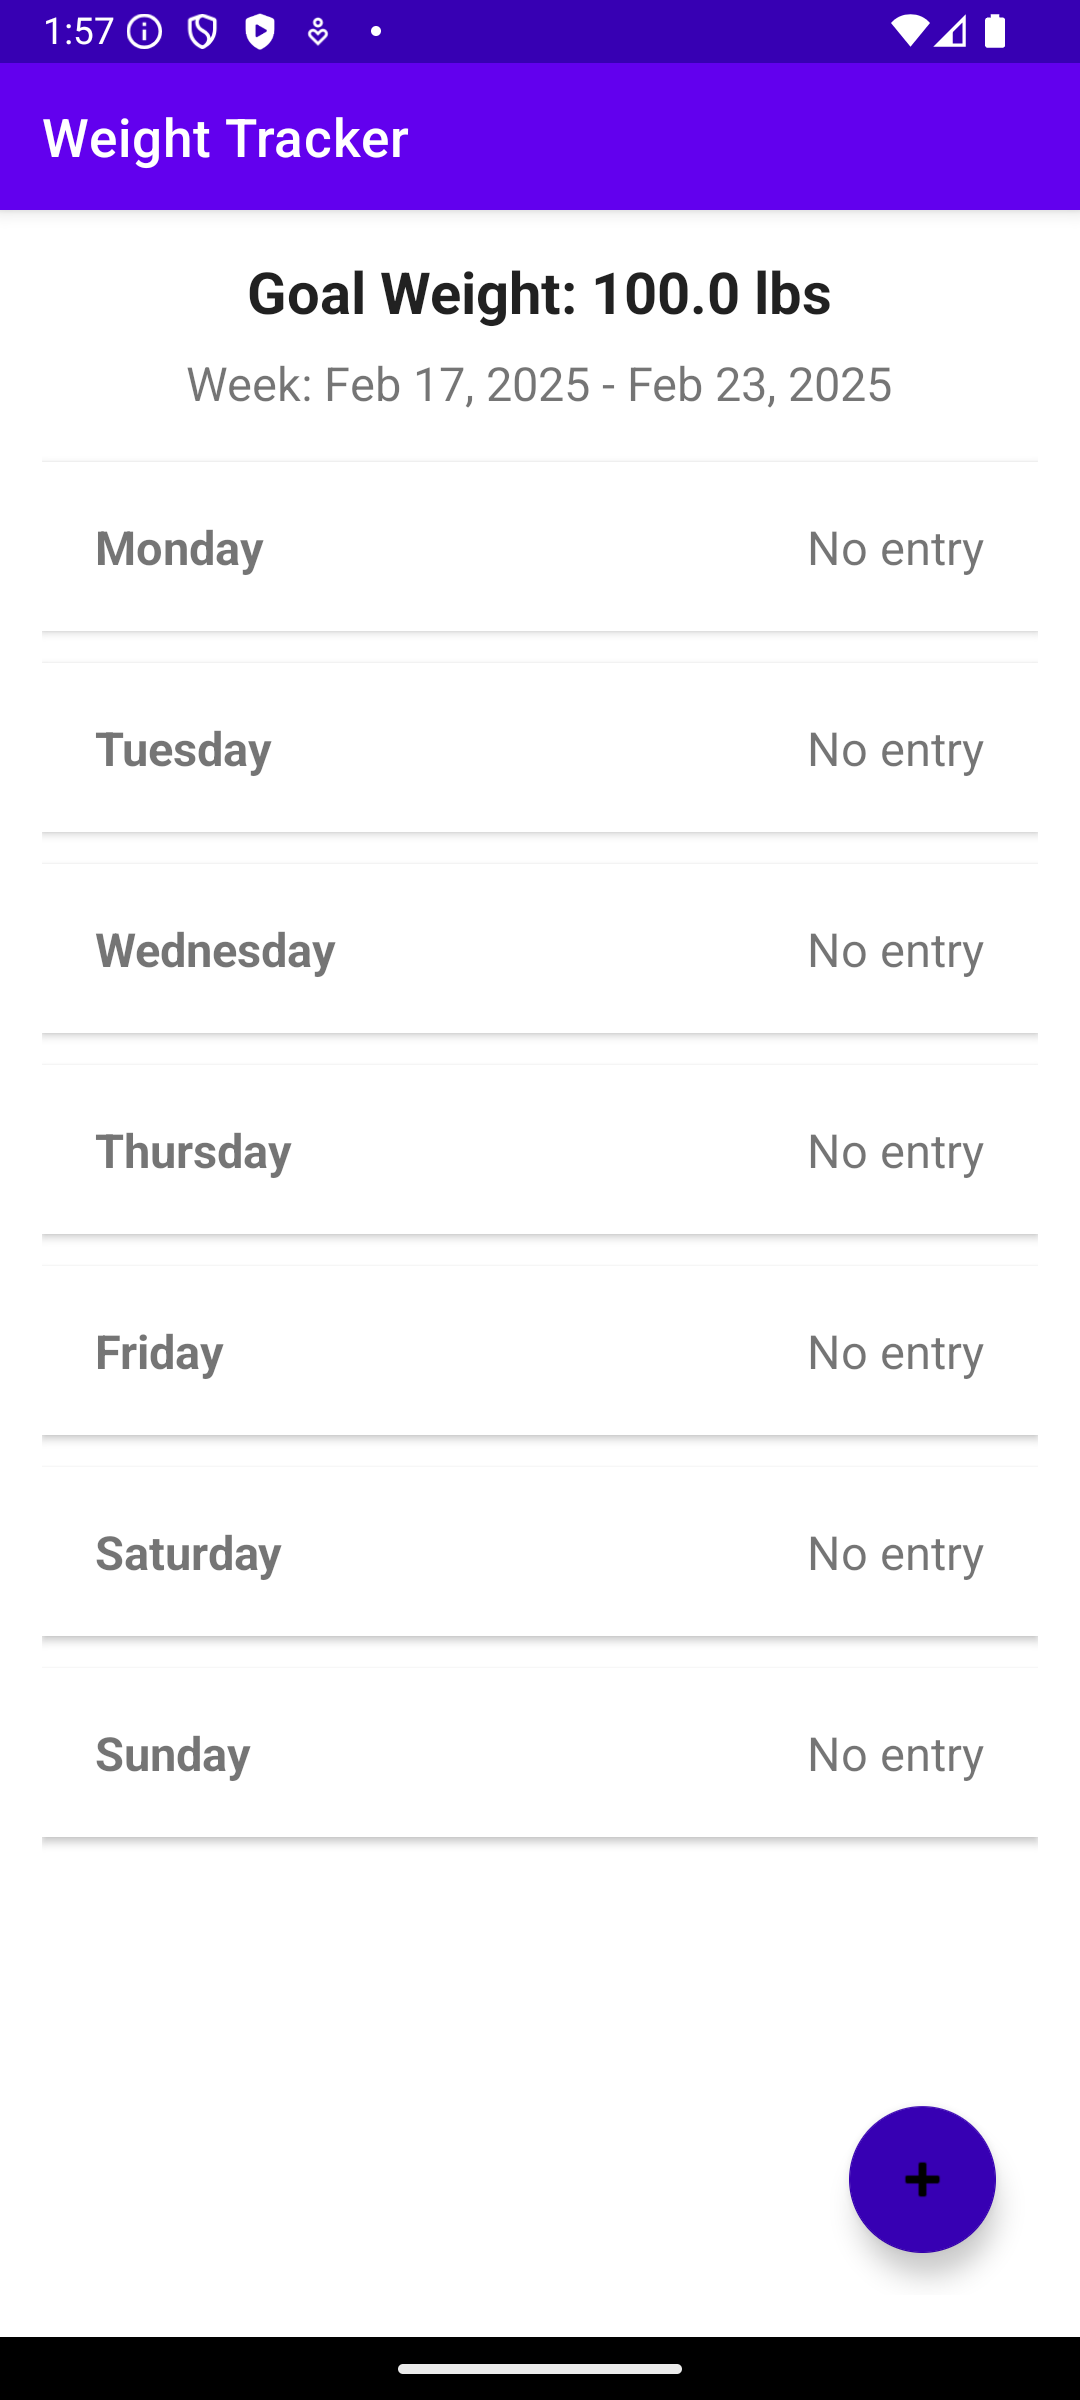 1:57
Weight Tracker
Goal Weight: 100.0 lbs
Week: Feb 17, 2025 - Feb 23, 2025
Monday No entry
Tuesday No entry
Wednesday No entry
Thursday No entry
Friday No entry
Saturday No entry
Sunday No entry
+